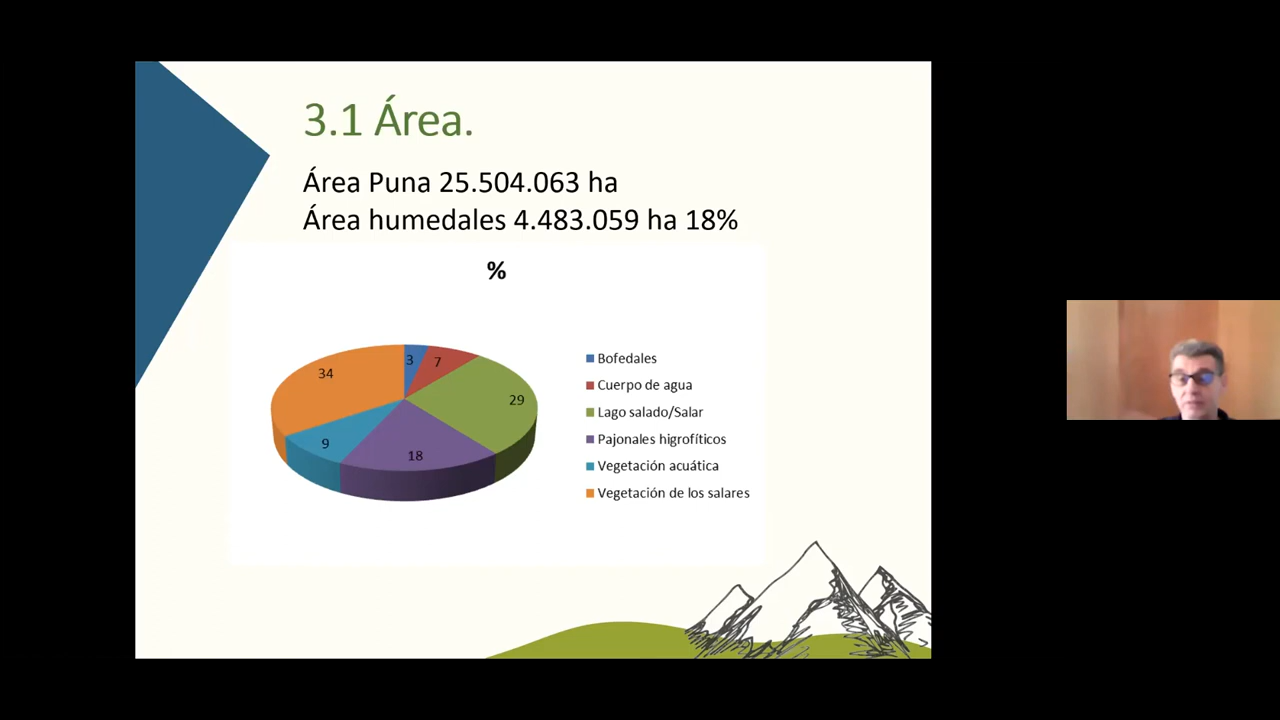 3.1 Área.
Área Puna 25.504.063 ha
Área humedales 4.483.059 ha 18%
%
3
7
34
29
9
18
Bofedales
Cuerpo de agua
Lago salado/Salar
Pajonales higrofíticos
Vegetación acuática
Vegetación de los salares